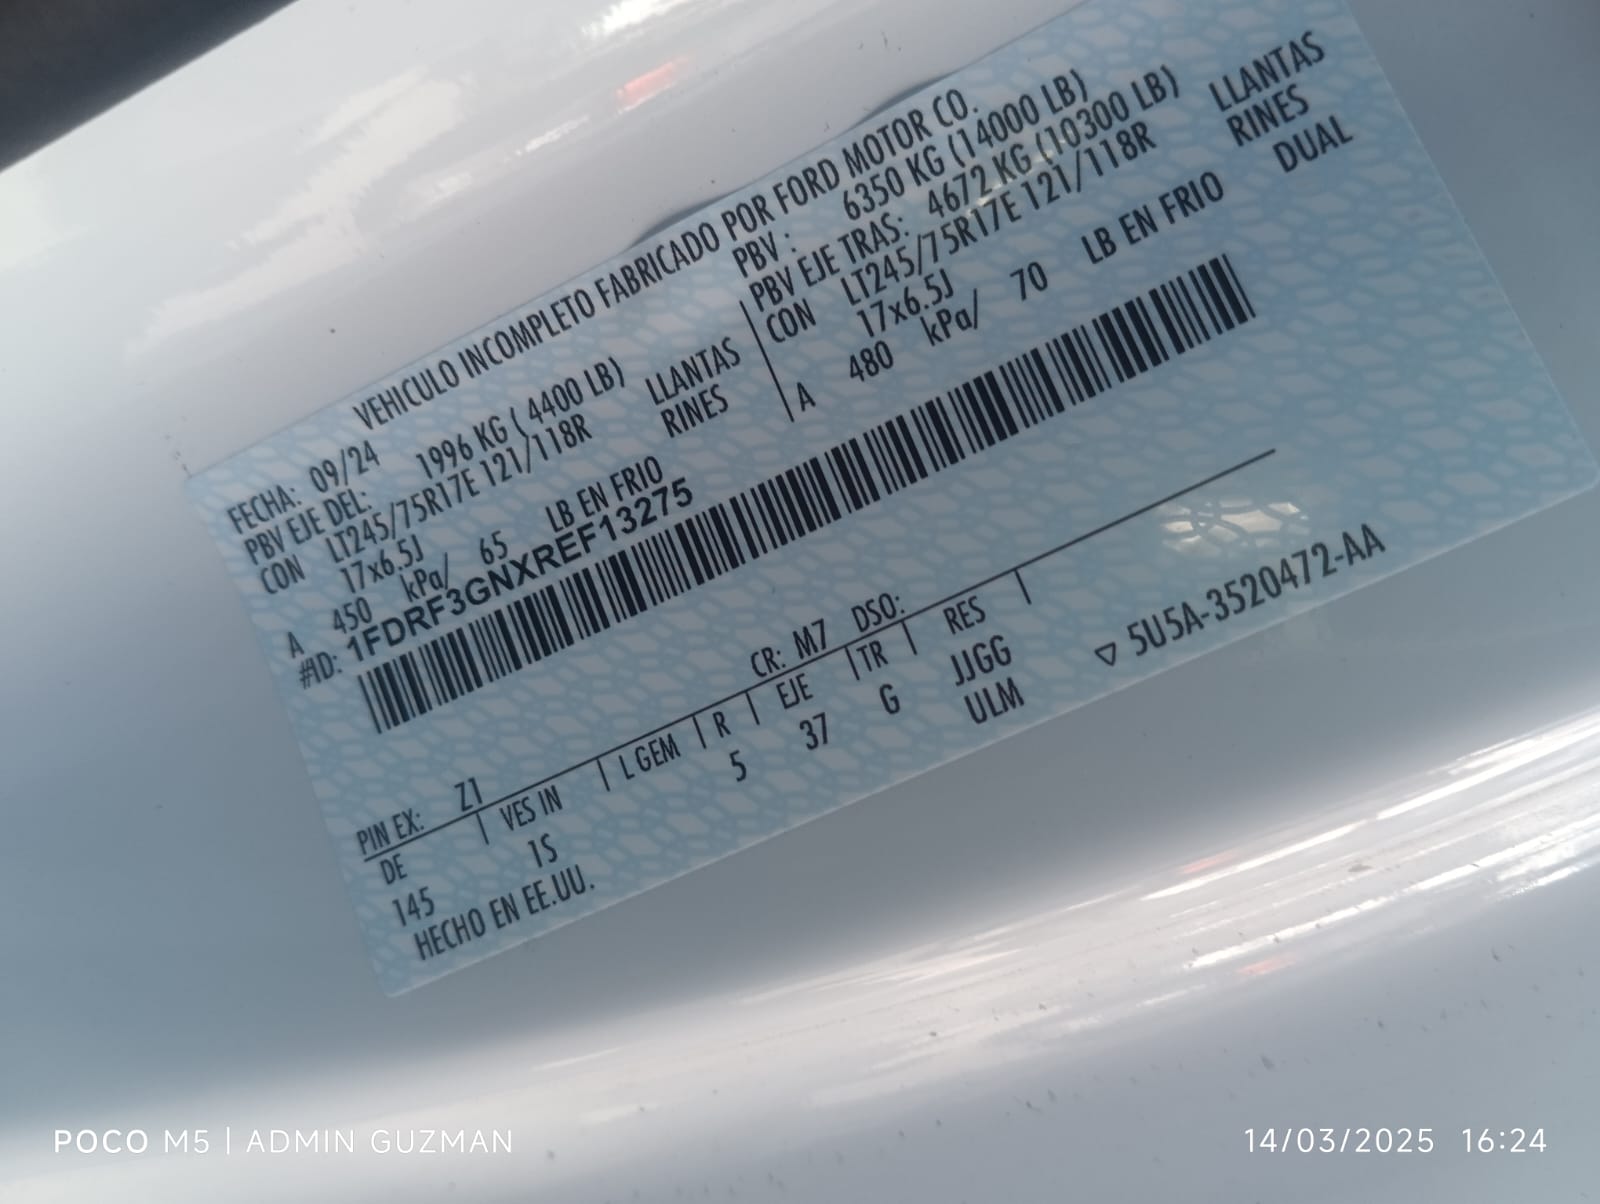 VEHICULO INCOMPLETO FABRICADO POR FORD MOTOR CO.
FECHA: 09/24 PBV : 6350 KG (14000 LB)
PBV EJE DEL: 1996 KG ( 4400 LB) PBV EJE TRAS: 4672 KG (10300 LB)
CON LT245/75R17E 121/118R LLANTAS CON LT245/75R17E 121/118R LLANTAS
17x6.5J RINES 17x6.5J RINES
A 450 kPa/ 65 LB EN FRIO A 480 kPa/ 70 LB EN FRIO DUAL
#ID: 1FDRF3GNXREF13275
CR: M7 DSO:
PIN EX: Z1
DE | VES IN | L GEM | R | EJE | TR | RES |
145 1S 5 37 G JJGG
ULM
HECHO EN EE.UU.
▽ 5U5A-3520472-AA
POCO M5 | ADMIN GUZMAN
14/03/2025 16:24